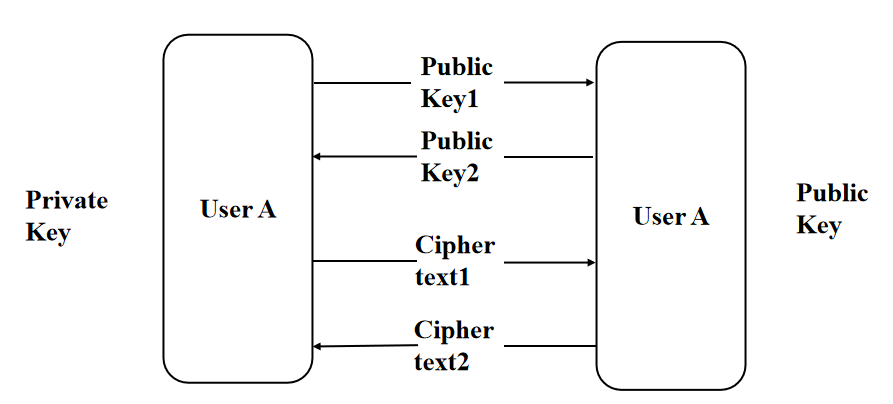 Public
Key1
Public
Key2
Private
Key
User A
User A
Public
Key
Cipher
text1
Cipher
text2